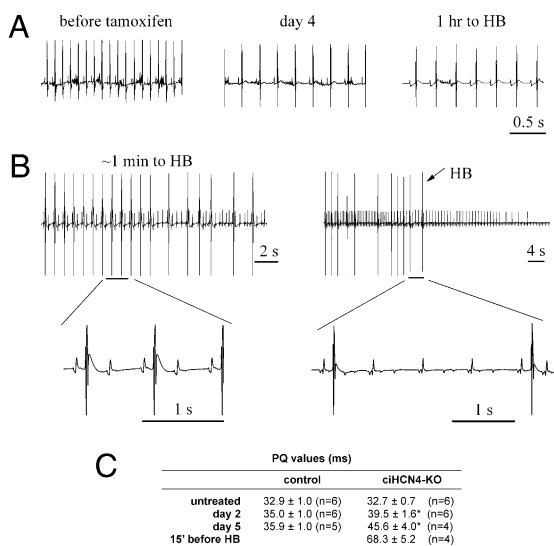 A
before tamoxifen day 4 1 hr to HB
0.5 s
B
~1 min to HB
HB
2 s 4 s
1 s 1 s
C
PQ values (ms)
control ciHCN4-KO
untreated 32.9 ± 1.0 (n=6) 32.7 ± 0.7 (n=6)
day 2 35.0 ± 1.0 (n=6) 39.5 ± 1.6* (n=6)
day 5 35.9 ± 1.0 (n=5) 45.6 ± 4.0* (n=4)
15' before HB 68.3 ± 5.2 (n=4)